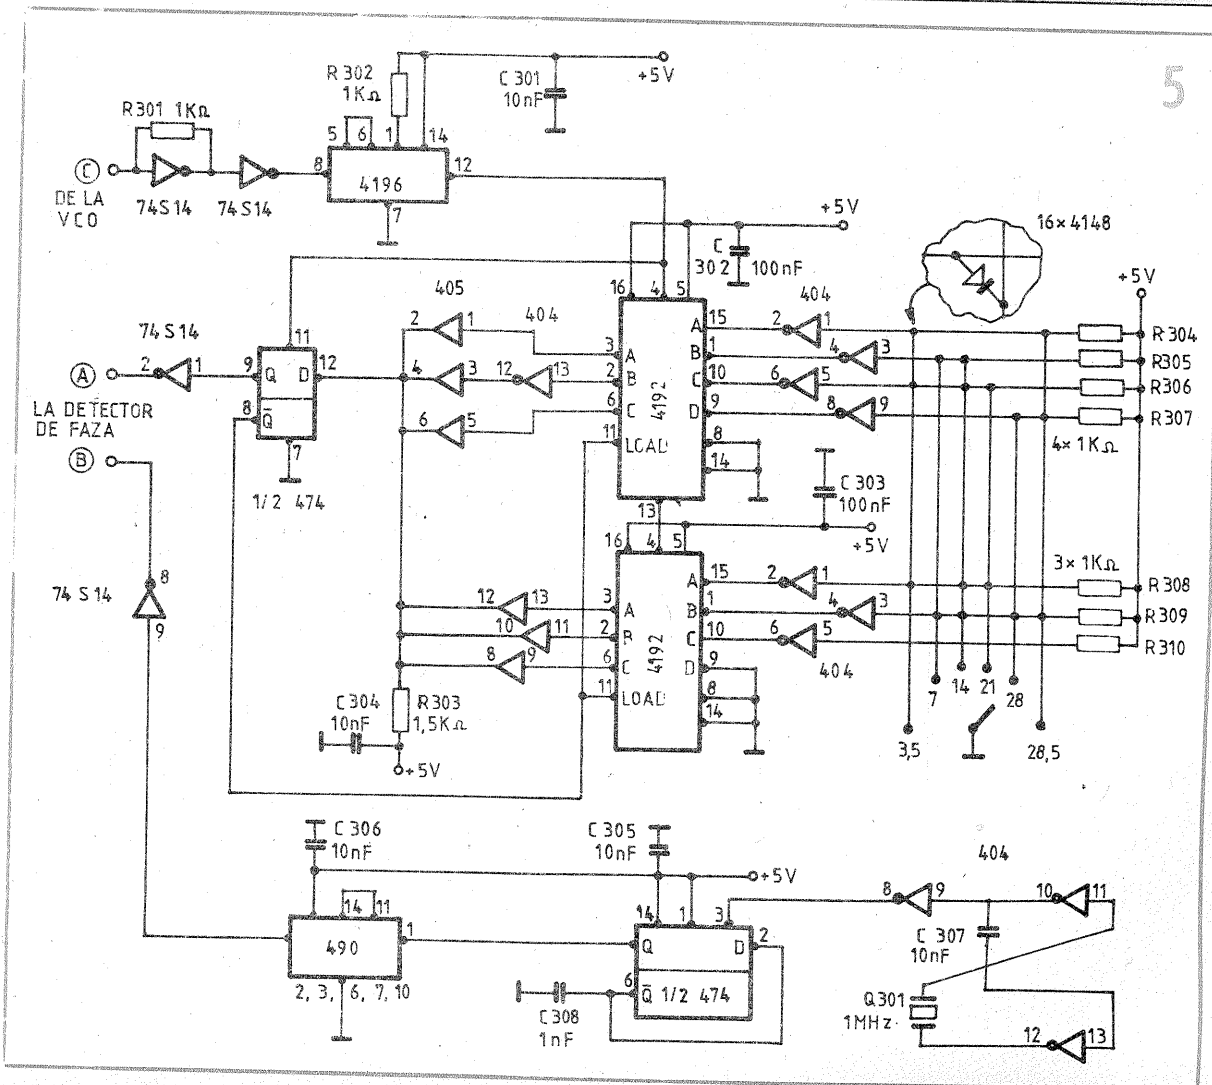 5
R302
1KΩ
C301
10nF
+5V
R301 1KΩ
5 6 1 14
C
8
4196
12
DE LA
VCO
74S14 74S14
7
+5V
16×4148
C
302 100nF
+5V
405
404
16 4 5
404
74S14
11
2 1
3 A
A 15
2 1
R304
2 1
9 Q D 12
4 3
12 13
2 B
B 1
4 3
R305
A
8 Q̄
6 5
6 C
4192
C 10
6 5
R306
LA DETECTOR
DE FAZA
D 9
8 9
R307
B
7
11 LOAD
8
14
4×1KΩ
1/2 474
C303
100nF
13
+5V
16 4 5
3×1KΩ
74S14
8
9
12 13
3 A
A 15
2 1
R308
10 11
2 B
B 1
4 3
R309
8 9
6 C
4192
C 10
6 5
R310
D 9
404
11 LOAD
8
14
7 14 21 28
C304
10nF
R303
1,5KΩ
3,5
28,5
+5V
C306
10nF
C305
10nF
404
+5V
14 11
14 1 3
8 9
10 11
490
1
Q D 2
C307
10nF
2, 3, 6, 7, 10
6 Q̄ 1/2 474
C308
1nF
Q301
1MHz
12 13